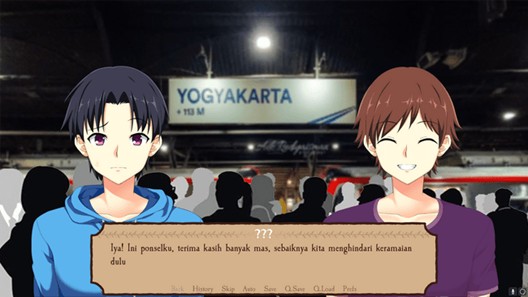 YOGYAKARTA
+ 113 M
???
Iya! Ini ponselku, terima kasih banyak mas, sebaiknya kita menghindari keramaian
dulu
Back History Skip Auto Save Q.Save Q.Load Prefs